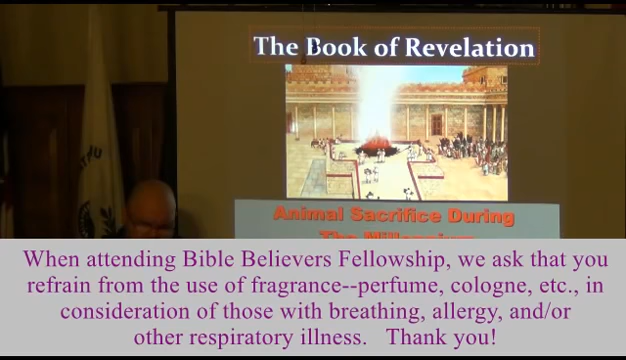 The Book of Revelation
Animal Sacrifice During
The Millennium
When attending Bible Believers Fellowship, we ask that you
refrain from the use of fragrance--perfume, cologne, etc., in
consideration of those with breathing, allergy, and/or
other respiratory illness. Thank you!